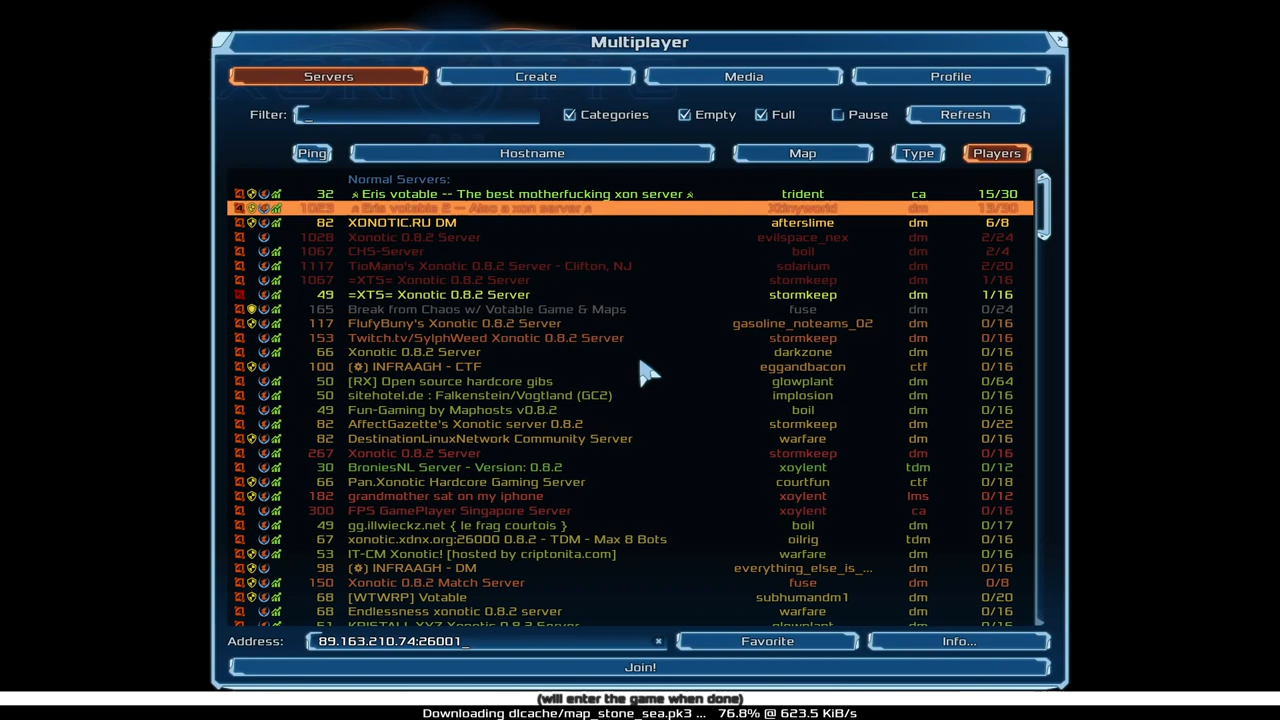 Multiplayer
Servers Create Media Profile
Filter: _ Categories Empty Full Pause Refresh
Ping Hostname Map Type Players
Normal Servers:
32 Eris votable -- The best motherfucking xon server trident ca 15/30
1023 Eris votable 2 -- Also a xon server Xtinyworld dm 13/30
82 XONOTIC.RU DM afterslime dm 6/8
1028 Xonotic 0.8.2 Server evilspace_nex dm 2/24
1067 CHS-Server boil dm 2/4
1117 TioMano's Xonotic 0.8.2 Server - Clifton, NJ solarium dm 2/20
1067 =XTS= Xonotic 0.8.2 Server stormkeep dm 1/16
49 =XTS= Xonotic 0.8.2 Server stormkeep dm 1/16
165 Break from Chaos w/ Votable Game & Maps fuse dm 0/24
117 FlufyBuny's Xonotic 0.8.2 Server gasoline_noteams_02 dm 0/16
153 Twitch.tv/SylphWeed Xonotic 0.8.2 Server stormkeep dm 0/16
66 Xonotic 0.8.2 Server darkzone dm 0/16
100 (⚙) INFRAAGH - CTF eggandbacon ctf 0/16
50 [RX] Open source hardcore gibs glowplant dm 0/64
50 sitehotel.de : Falkenstein/Vogtland (GC2) implosion dm 0/16
49 Fun-Gaming by Maphosts v0.8.2 boil dm 0/16
82 AffectGazette's Xonotic server 0.8.2 stormkeep dm 0/22
82 DestinationLinuxNetwork Community Server warfare dm 0/16
267 Xonotic 0.8.2 Server stormkeep dm 0/16
30 BroniesNL Server - Version: 0.8.2 xoylent tdm 0/12
66 Pan.Xonotic Hardcore Gaming Server courtfun ctf 0/18
182 grandmother sat on my iphone xoylent lms 0/12
300 FPS GamePlayer Singapore Server xoylent ca 0/16
49 gg.illwieckz.net { le frag courtois } boil dm 0/17
67 xonotic.xdnx.org:26000 0.8.2 - TDM - Max 8 Bots oilrig tdm 0/16
53 IT-CM Xonotic! [hosted by criptonita.com] warfare dm 0/16
98 (⚙) INFRAAGH - DM everything_else_is_... dm 0/16
150 Xonotic 0.8.2 Match Server fuse dm 0/8
68 [WTWRP] Votable subhumandm1 dm 0/20
68 Endlessness xonotic server warfare dm 0/16
61 KRISTALL XYZ Server glowplant dm 0/16
Address: 89.163.210.74:26001_ Favorite Info...
Join!
(will enter the game when done)
Downloading dlcache/map_stone_sea.pk3 ... 76.8% @ 623.5 KiB/s